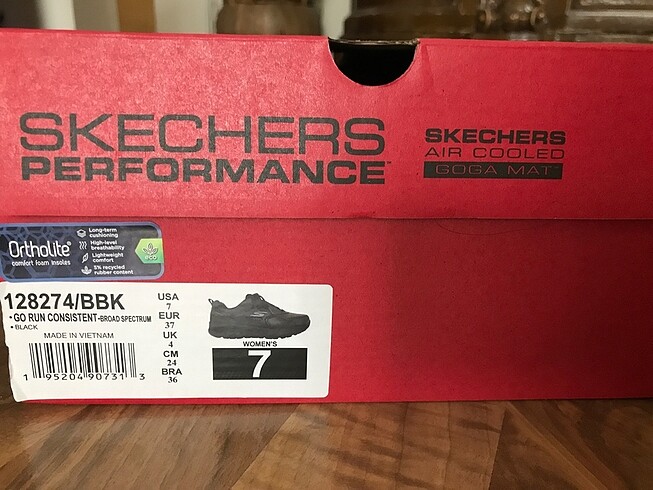 SKECHERS
PERFORMANCE™
SKECHERS
AIR COOLED
GOGA MAT™
Ortholite®
comfort foam insoles
Long-term
cushioning
High-level
breathability
Lightweight
comfort
5% recycled
rubber content
eco
128274/BBK
• GO RUN CONSISTENT-BROAD SPECTRUM
• BLACK
MADE IN VIETNAM
1 95204 90731 3
USA
7
EUR
37
UK
4
CM
24
BRA
36
WOMEN'S
7